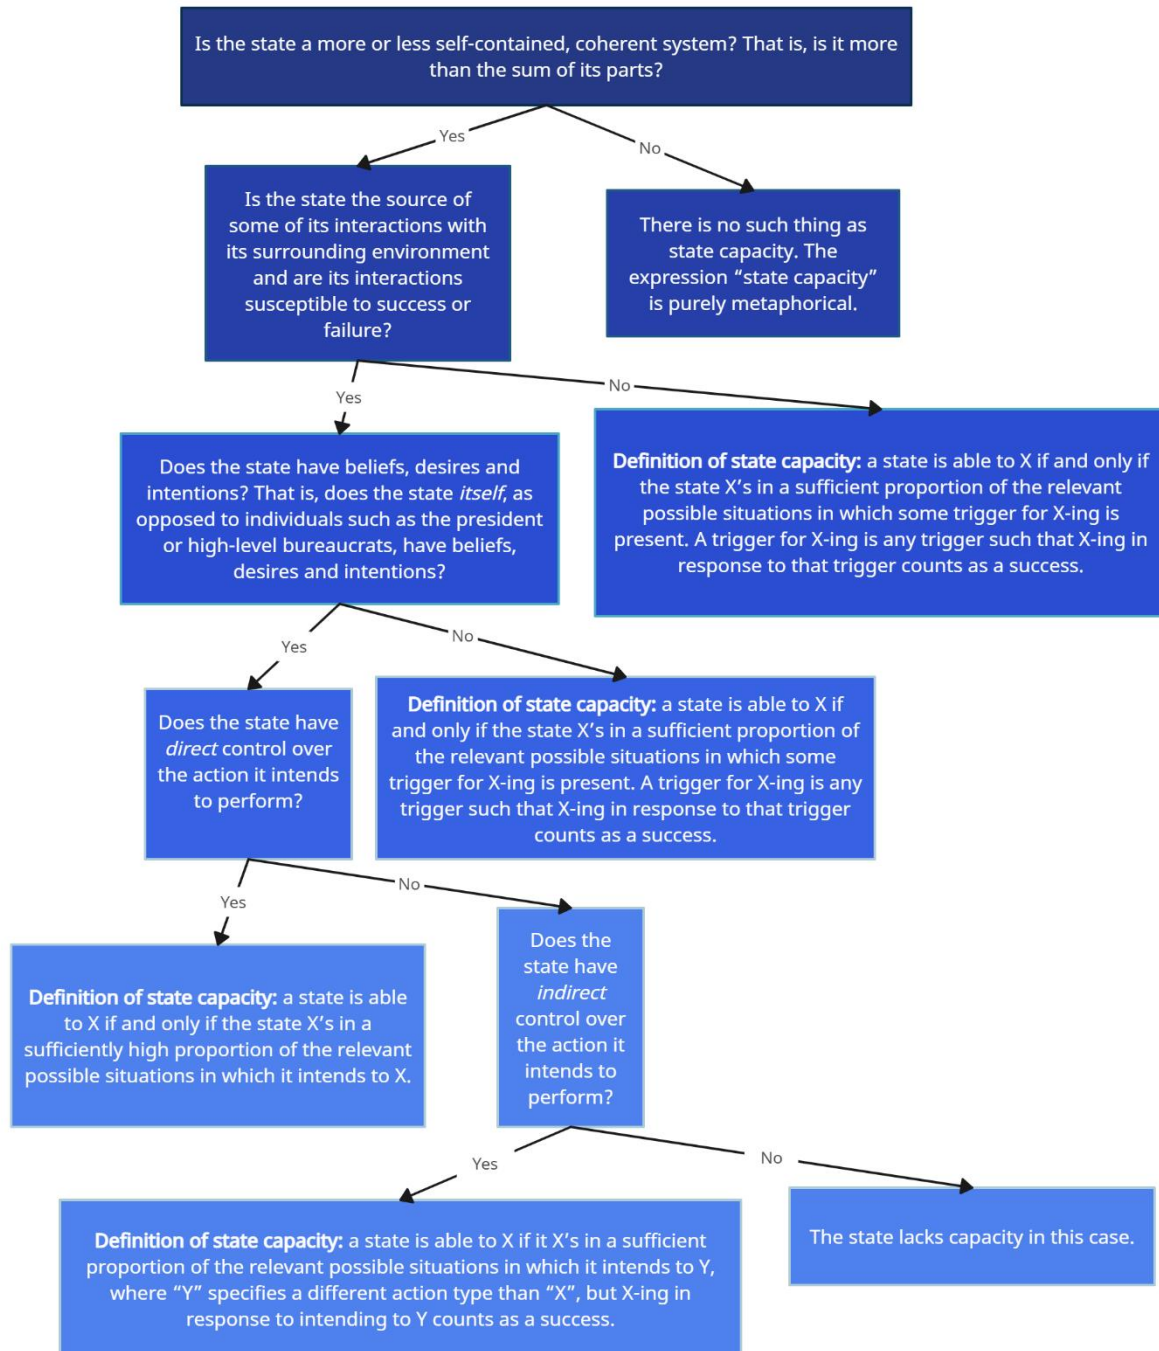 Is the state a more or less self-contained, coherent system? That is, is it more
than the sum of its parts?
Yes
No
Is the state the source of
some of its interactions with
its surrounding environment
and are its interactions
susceptible to success or
failure?
There is no such thing as
state capacity. The
expression “state capacity”
is purely metaphorical.
Yes
No
Does the state have beliefs, desires and
intentions? That is, does the state itself, as
opposed to individuals such as the president
or high-level bureaucrats, have beliefs,
desires and intentions?
Definition of state capacity: a state is able to X if and only if
the state X’s in a sufficient proportion of the relevant
possible situations in which some trigger for X-ing is
present. A trigger for X-ing is any trigger such that X-ing in
response to that trigger counts as a success.
Yes
No
Does the state have
direct control over
the action it intends
to perform?
Definition of state capacity: a state is able to X if
and only if the state X’s in a sufficient proportion of
the relevant possible situations in which some
trigger for X-ing is present. A trigger for X-ing is any
trigger such that X-ing in response to that trigger
counts as a success.
Yes
No
Definition of state capacity: a state is able
to X if and only if the state X’s in a
sufficiently high proportion of the relevant
possible situations in which it intends to X.
Does the
state have
indirect
control over
the action it
intends to
perform?
Yes
No
Definition of state capacity: a state is able to X if it X’s in a sufficient
proportion of the relevant possible situations in which it intends to Y,
where “Y” specifies a different action type than “X”, but X-ing in
response to intending to Y counts as a success.
The state lacks capacity in this case.